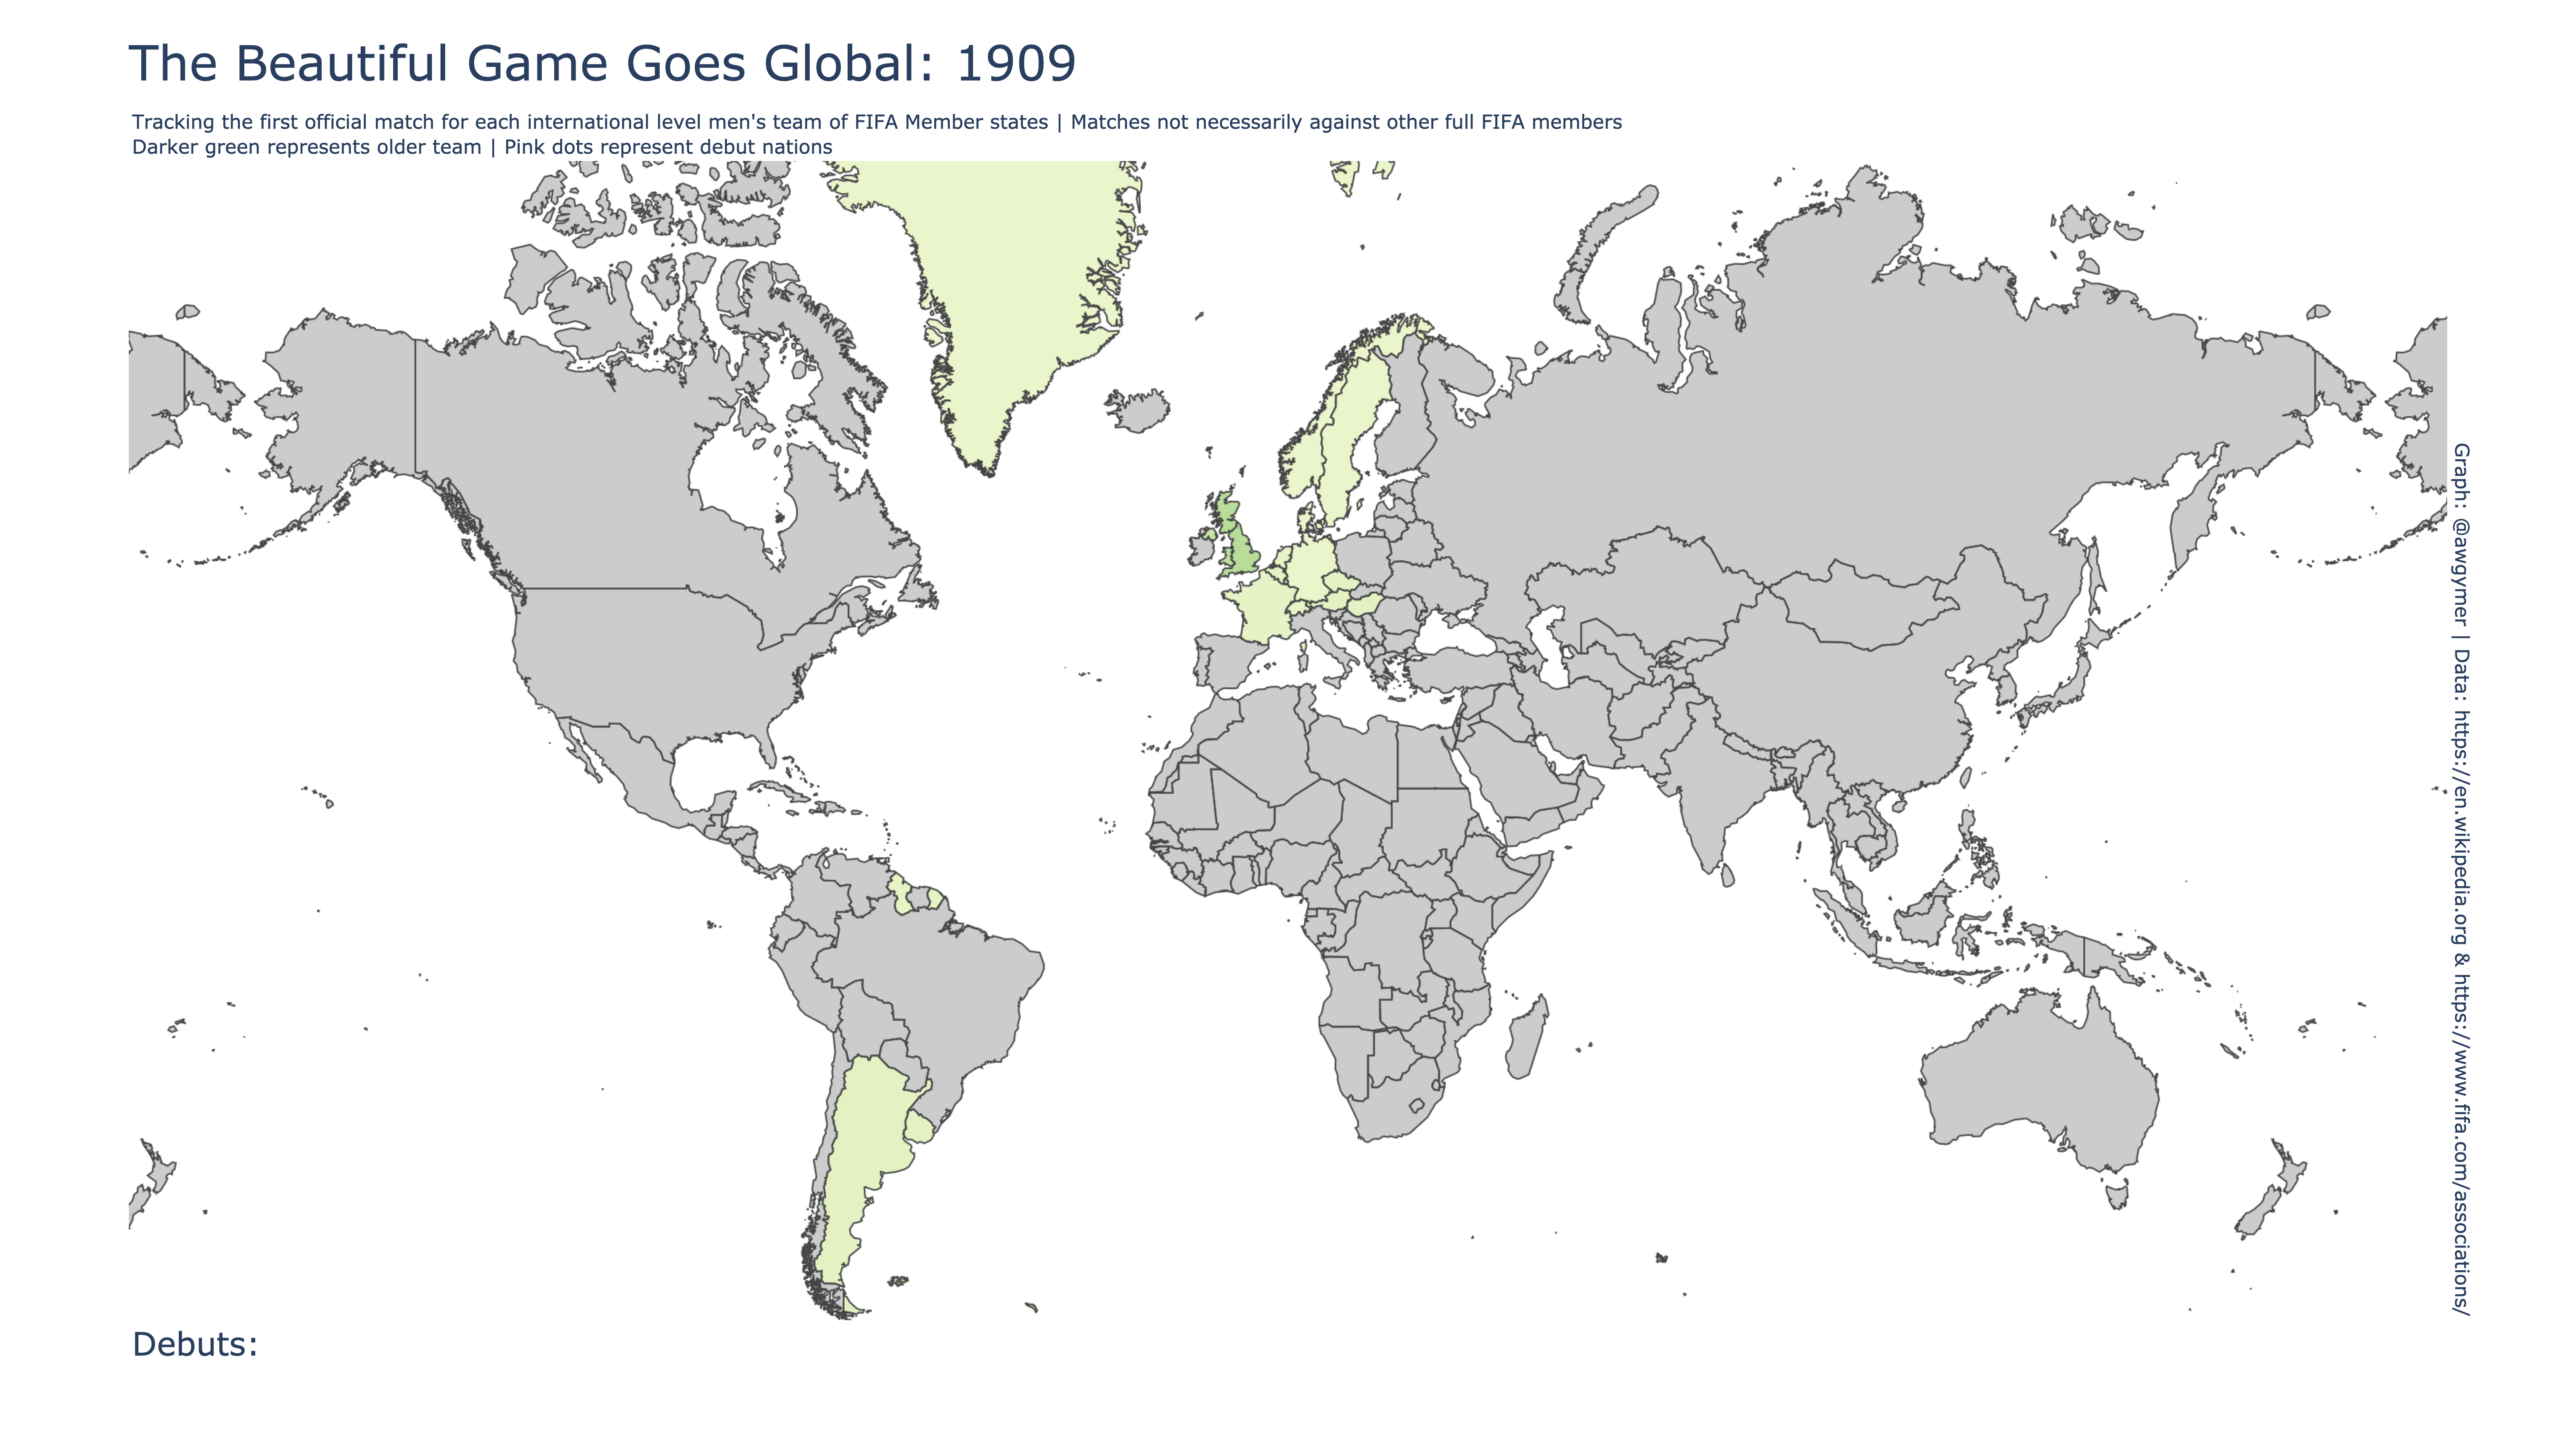 The Beautiful Game Goes Global: 1909
Tracking the first official match for each international level men's team of FIFA Member states | Matches not necessarily against other full FIFA members
Darker green represents older team | Pink dots represent debut nations
Graph: @awgymer | Data: https://en.wikipedia.org & https://www.fifa.com/associations/
Debuts: